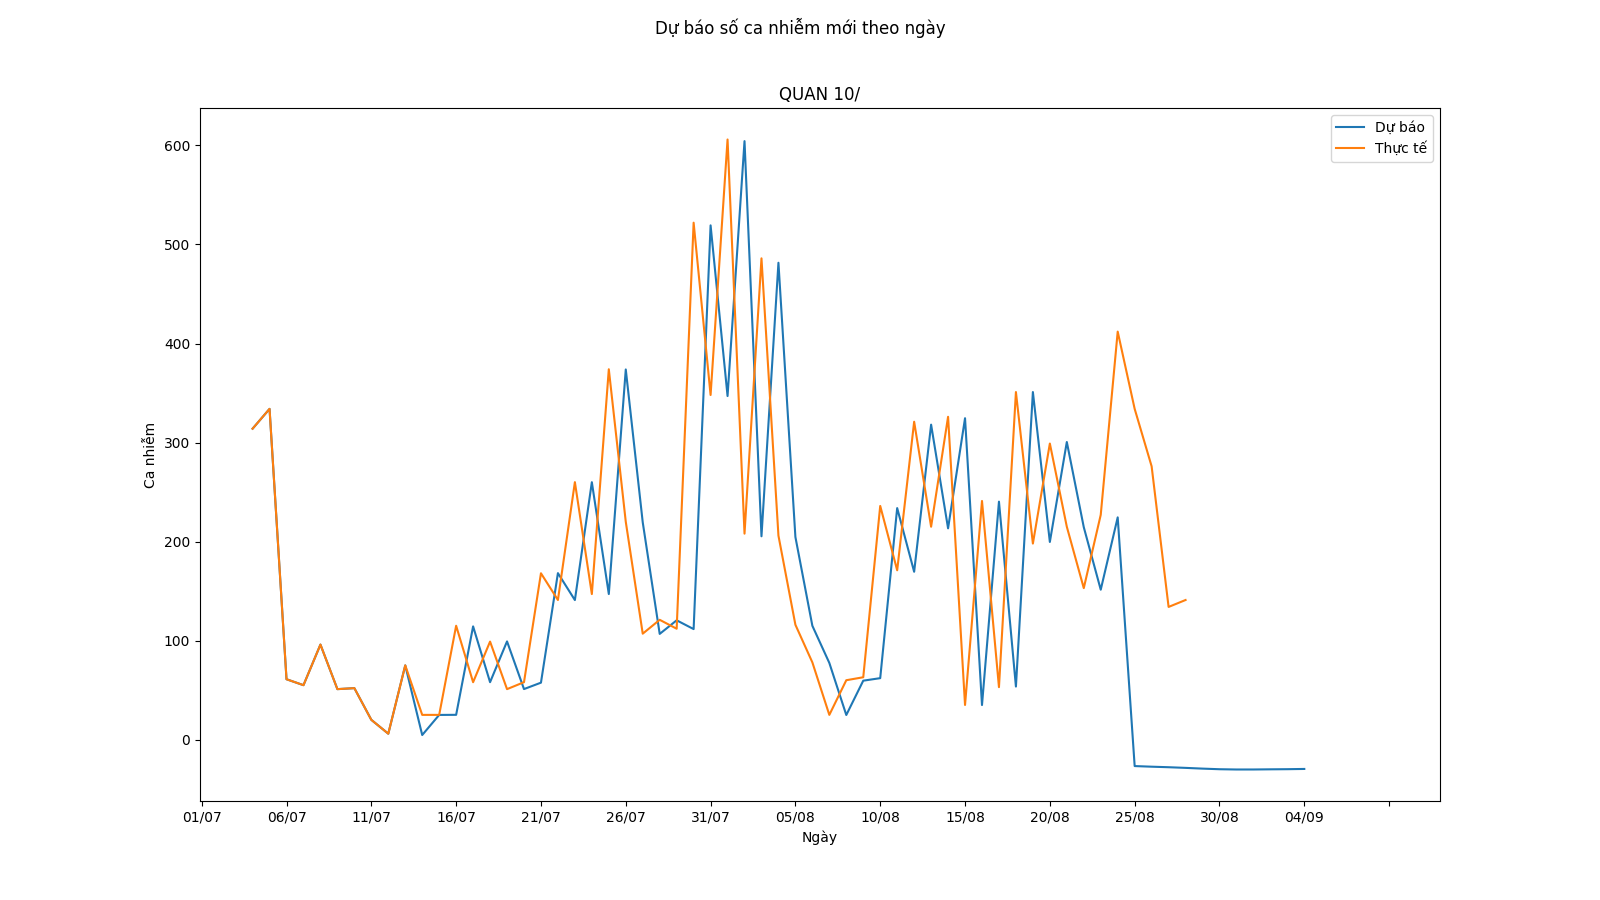 Dự báo số ca nhiễm mới theo ngày
QUAN 10/
Dự báo
Thực tế
600
500
400
300
200
100
0
Ca nhiễm
01/07 06/07 11/07 16/07 21/07 26/07 31/07 05/08 10/08 15/08 20/08 25/08 30/08 04/09
Ngày